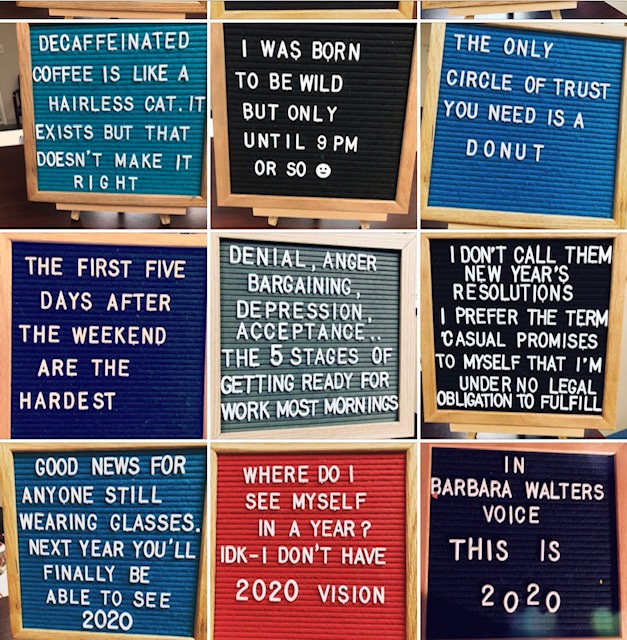 DECAFFEINATED
COFFEE IS LIKE A
HAIRLESS CAT. IT
EXISTS BUT THAT
DOESN'T MAKE IT
RIGHT
I WAS BORN
TO BE WILD
BUT ONLY
UNTIL 9 PM
OR SO ☻
THE ONLY
CIRCLE OF TRUST
YOU NEED IS A
DONUT
THE FIRST FIVE
DAYS AFTER
THE WEEKEND
ARE THE
HARDEST
DENIAL, ANGER
BARGAINING,
DEPRESSION,
ACCEPTANCE..
THE 5 STAGES OF
GETTING READY FOR
WORK MOST MORNINGS
I DON'T CALL THEM
NEW YEAR'S
RESOLUTIONS
I PREFER THE TERM
'CASUAL PROMISES
TO MYSELF THAT I'M
UNDER NO LEGAL
OBLIGATION TO FULFILL
GOOD NEWS FOR
ANYONE STILL
WEARING GLASSES.
NEXT YEAR YOU'LL
FINALLY BE
ABLE TO SEE
2020
WHERE DO I
SEE MYSELF
IN A YEAR?
IDK-I DON'T HAVE
2020 VISION
IN
BARBARA WALTERS
VOICE
THIS IS
2020